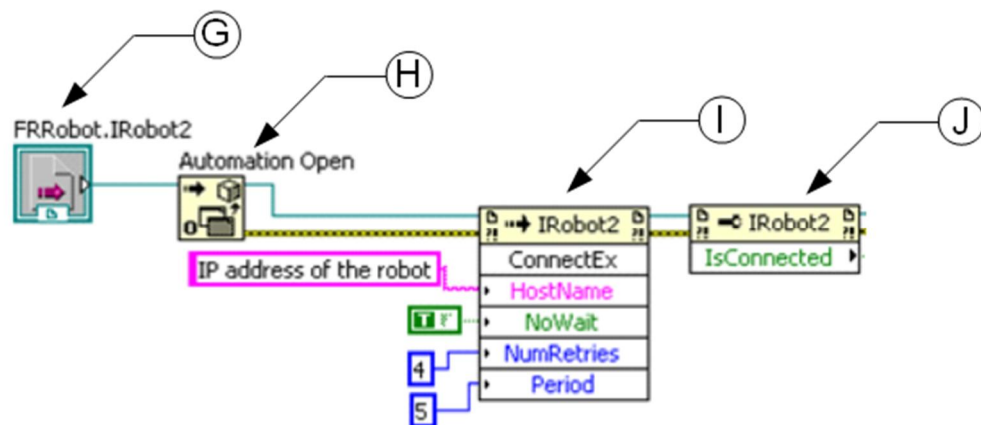 G
H
I
J
FRRobot.IRobot2
Automation Open
IRobot2
IRobot2
ConnectEx
IsConnected
IP address of the robot
HostName
T F
NoWait
4
NumRetries
5
Period